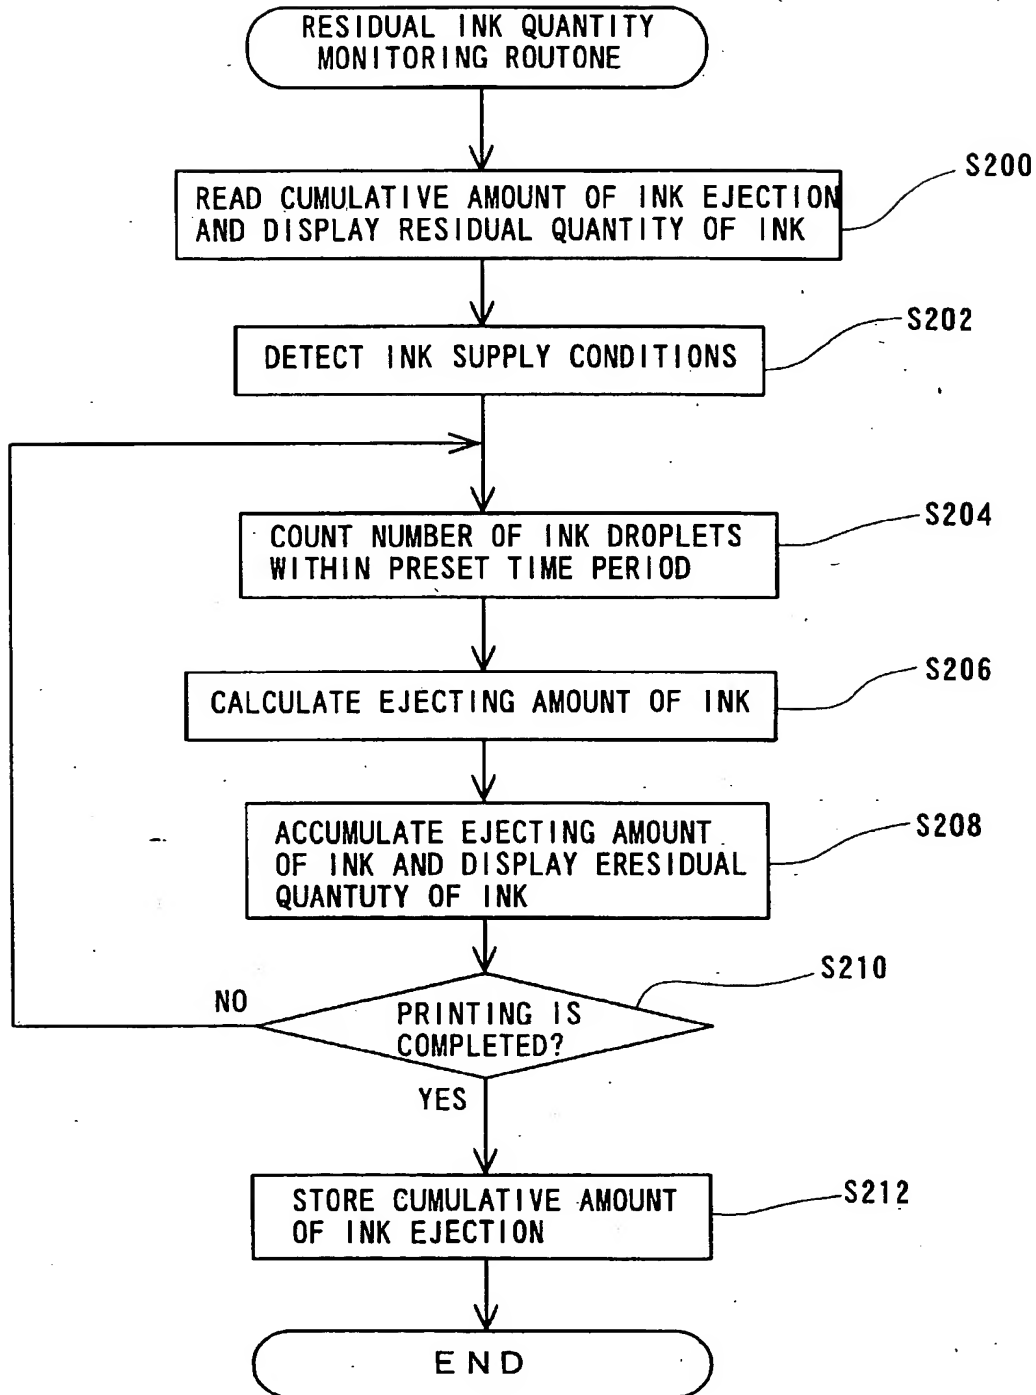 RESIDUAL INK QUANTITY
MONITORING ROUTONE
S200
READ CUMULATIVE AMOUNT OF INK EJECTION
AND DISPLAY RESIDUAL QUANTITY OF INK
S202
DETECT INK SUPPLY CONDITIONS
S204
COUNT NUMBER OF INK DROPLETS
WITHIN PRESET TIME PERIOD
S206
CALCULATE EJECTING AMOUNT OF INK
S208
ACCUMULATE EJECTING AMOUNT
OF INK AND DISPLAY ERESIDUAL
QUANTUTY OF INK
S210
NO
PRINTING IS
COMPLETED?
YES
S212
STORE CUMULATIVE AMOUNT
OF INK EJECTION
END